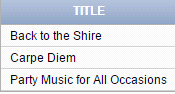 TITLE
Back to the Shire
Carpe Diem
Party Music for All Occasions